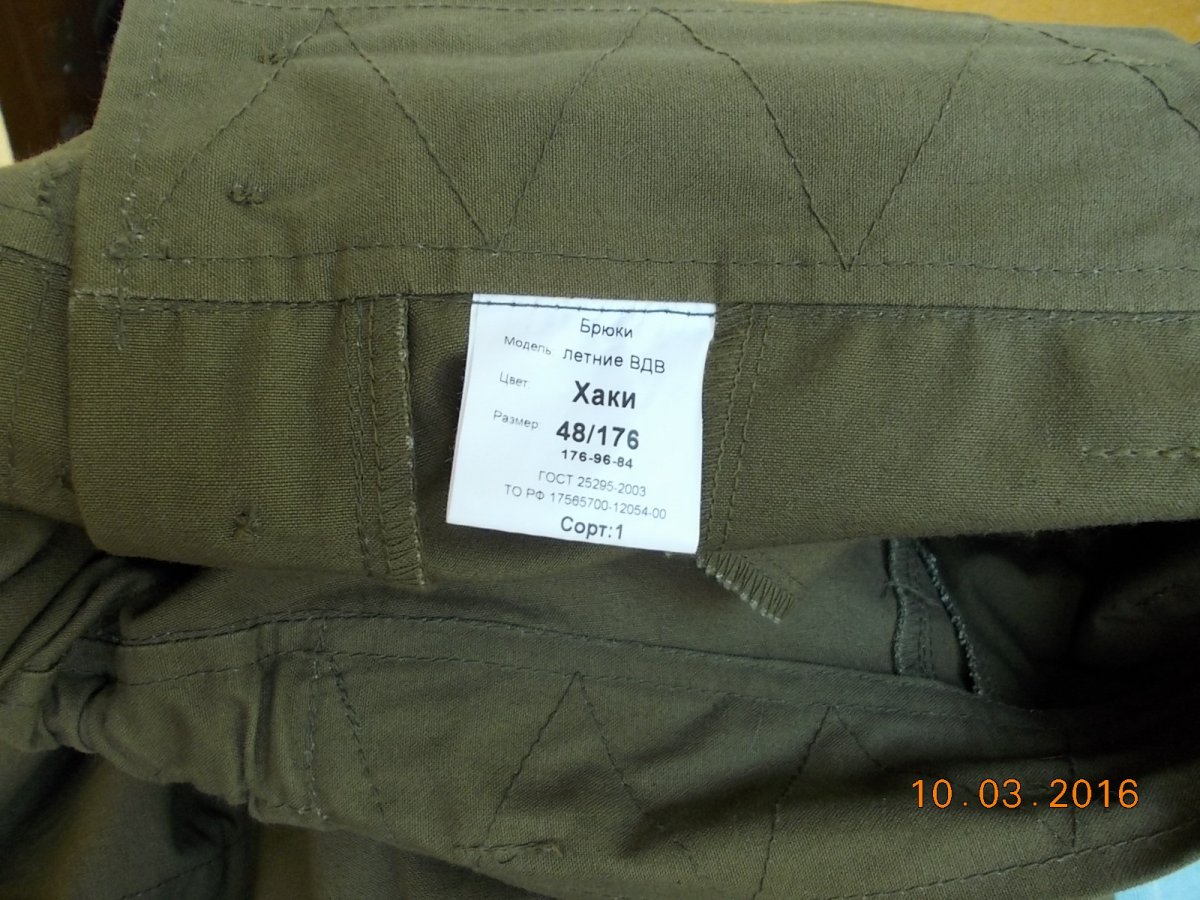 Брюки
Модель: Летние ВДВ
Цвет: Хаки
Размер: 48/176
176-96-84
ГОСТ 25295-2003
ТО РФ 17565700-12054-00
Сорт:1
10.03.2016